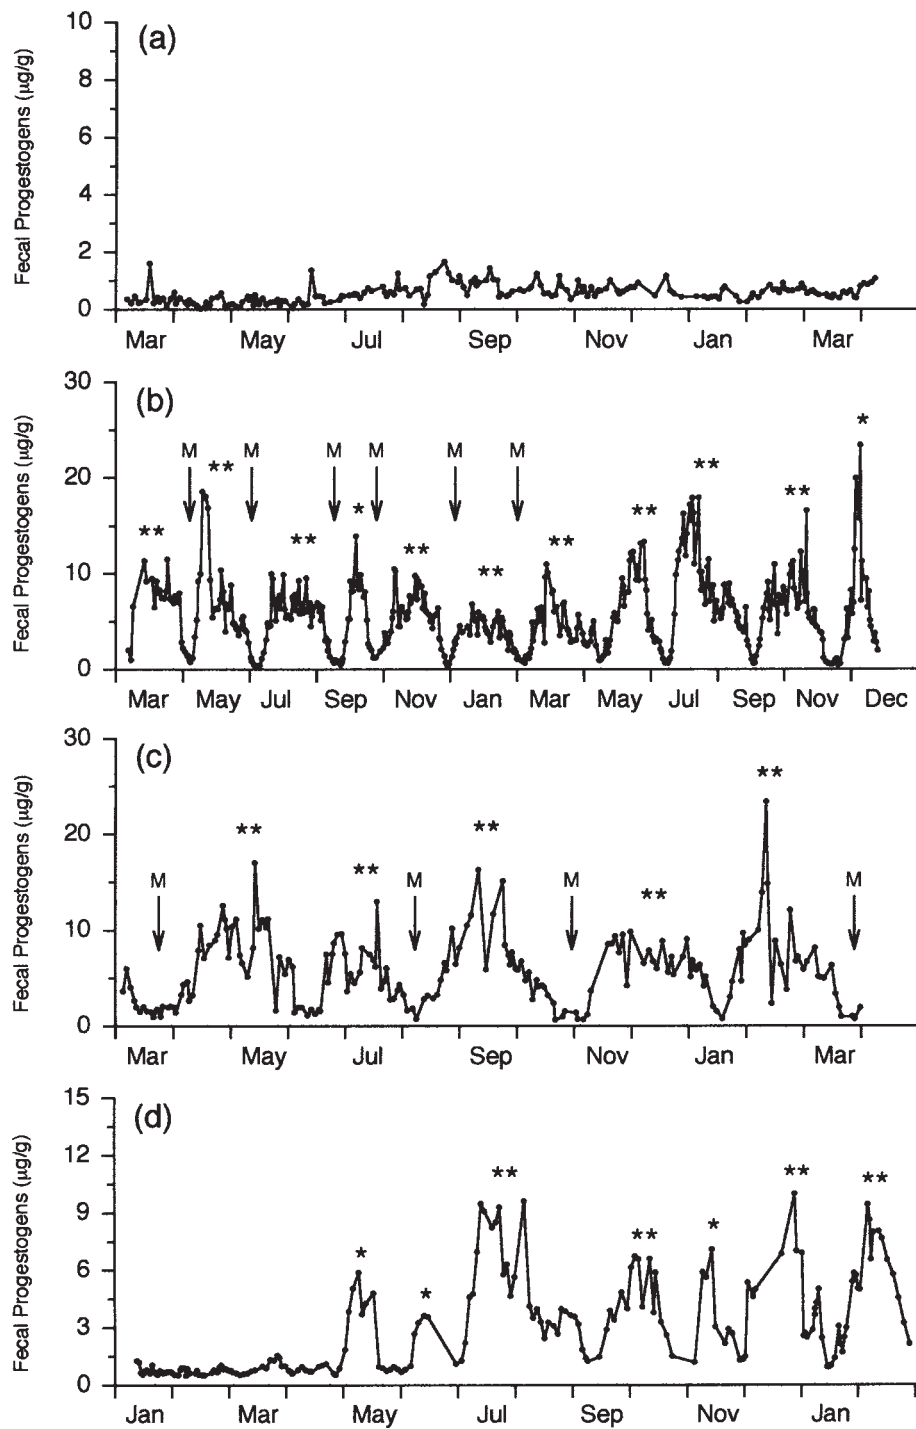 (a)
Fecal Progestogens (µg/g)
10
8
6
4
2
0
Mar May Jul Sep Nov Jan Mar
(b)
Fecal Progestogens (µg/g)
30
20
10
0
** M ** M ** M * M ** M ** M ** ** ** ** *
Mar May Jul Sep Nov Jan Mar May Jul Sep Nov Dec
(c)
Fecal Progestogens (µg/g)
30
20
10
0
M ** ** M ** M ** ** M
Mar May Jul Sep Nov Jan Mar
(d)
Fecal Progestogens (µg/g)
15
12
9
6
3
0
* * ** ** * ** **
Jan Mar May Jul Sep Nov Jan